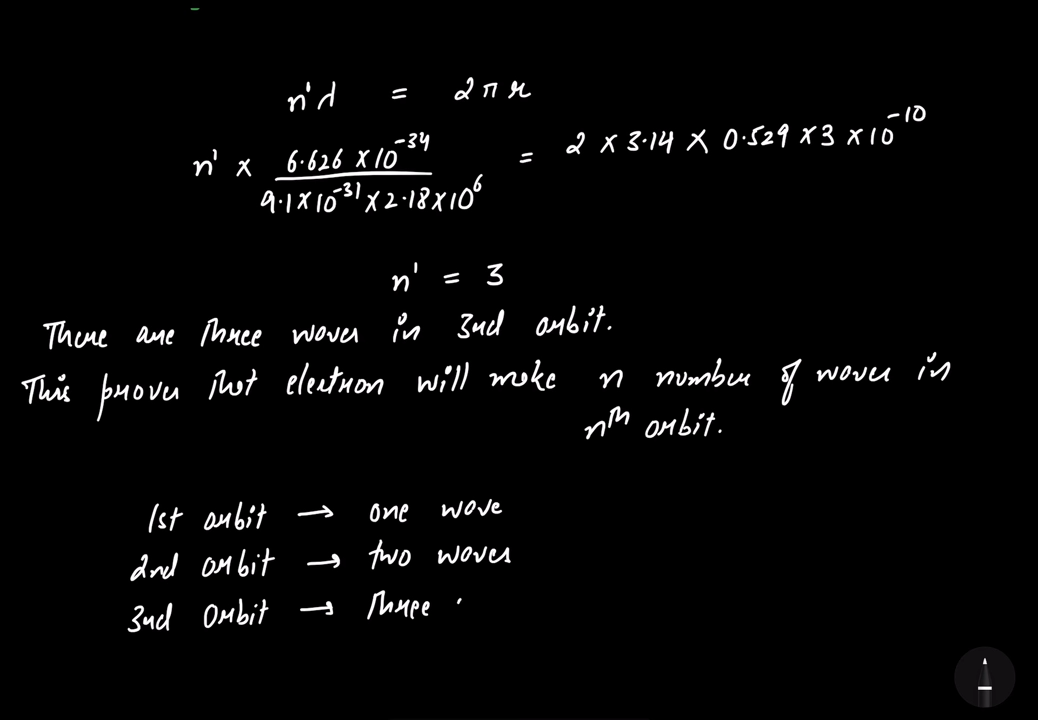 n'λ = 2πr
n' × 6.626 × 10^-34 / 9.1 × 10^-31 × 2.18 × 10^6 = 2 × 3.14 × 0.529 × 3 × 10^-10
n' = 3
There are three waves in 3rd orbit.
This proves that electron will make n number of waves in
nth orbit.
1st orbit → one wave
2nd orbit → two waves
3rd Orbit → three